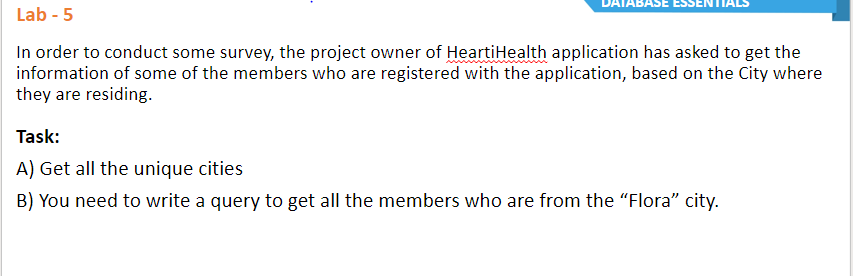 DATABASE ESSENTIALS
Lab - 5
In order to conduct some survey, the project owner of HeartiHealth application has asked to get the
information of some of the members who are registered with the application, based on the City where
they are residing.
Task:
A) Get all the unique cities
B) You need to write a query to get all the members who are from the “Flora” city.